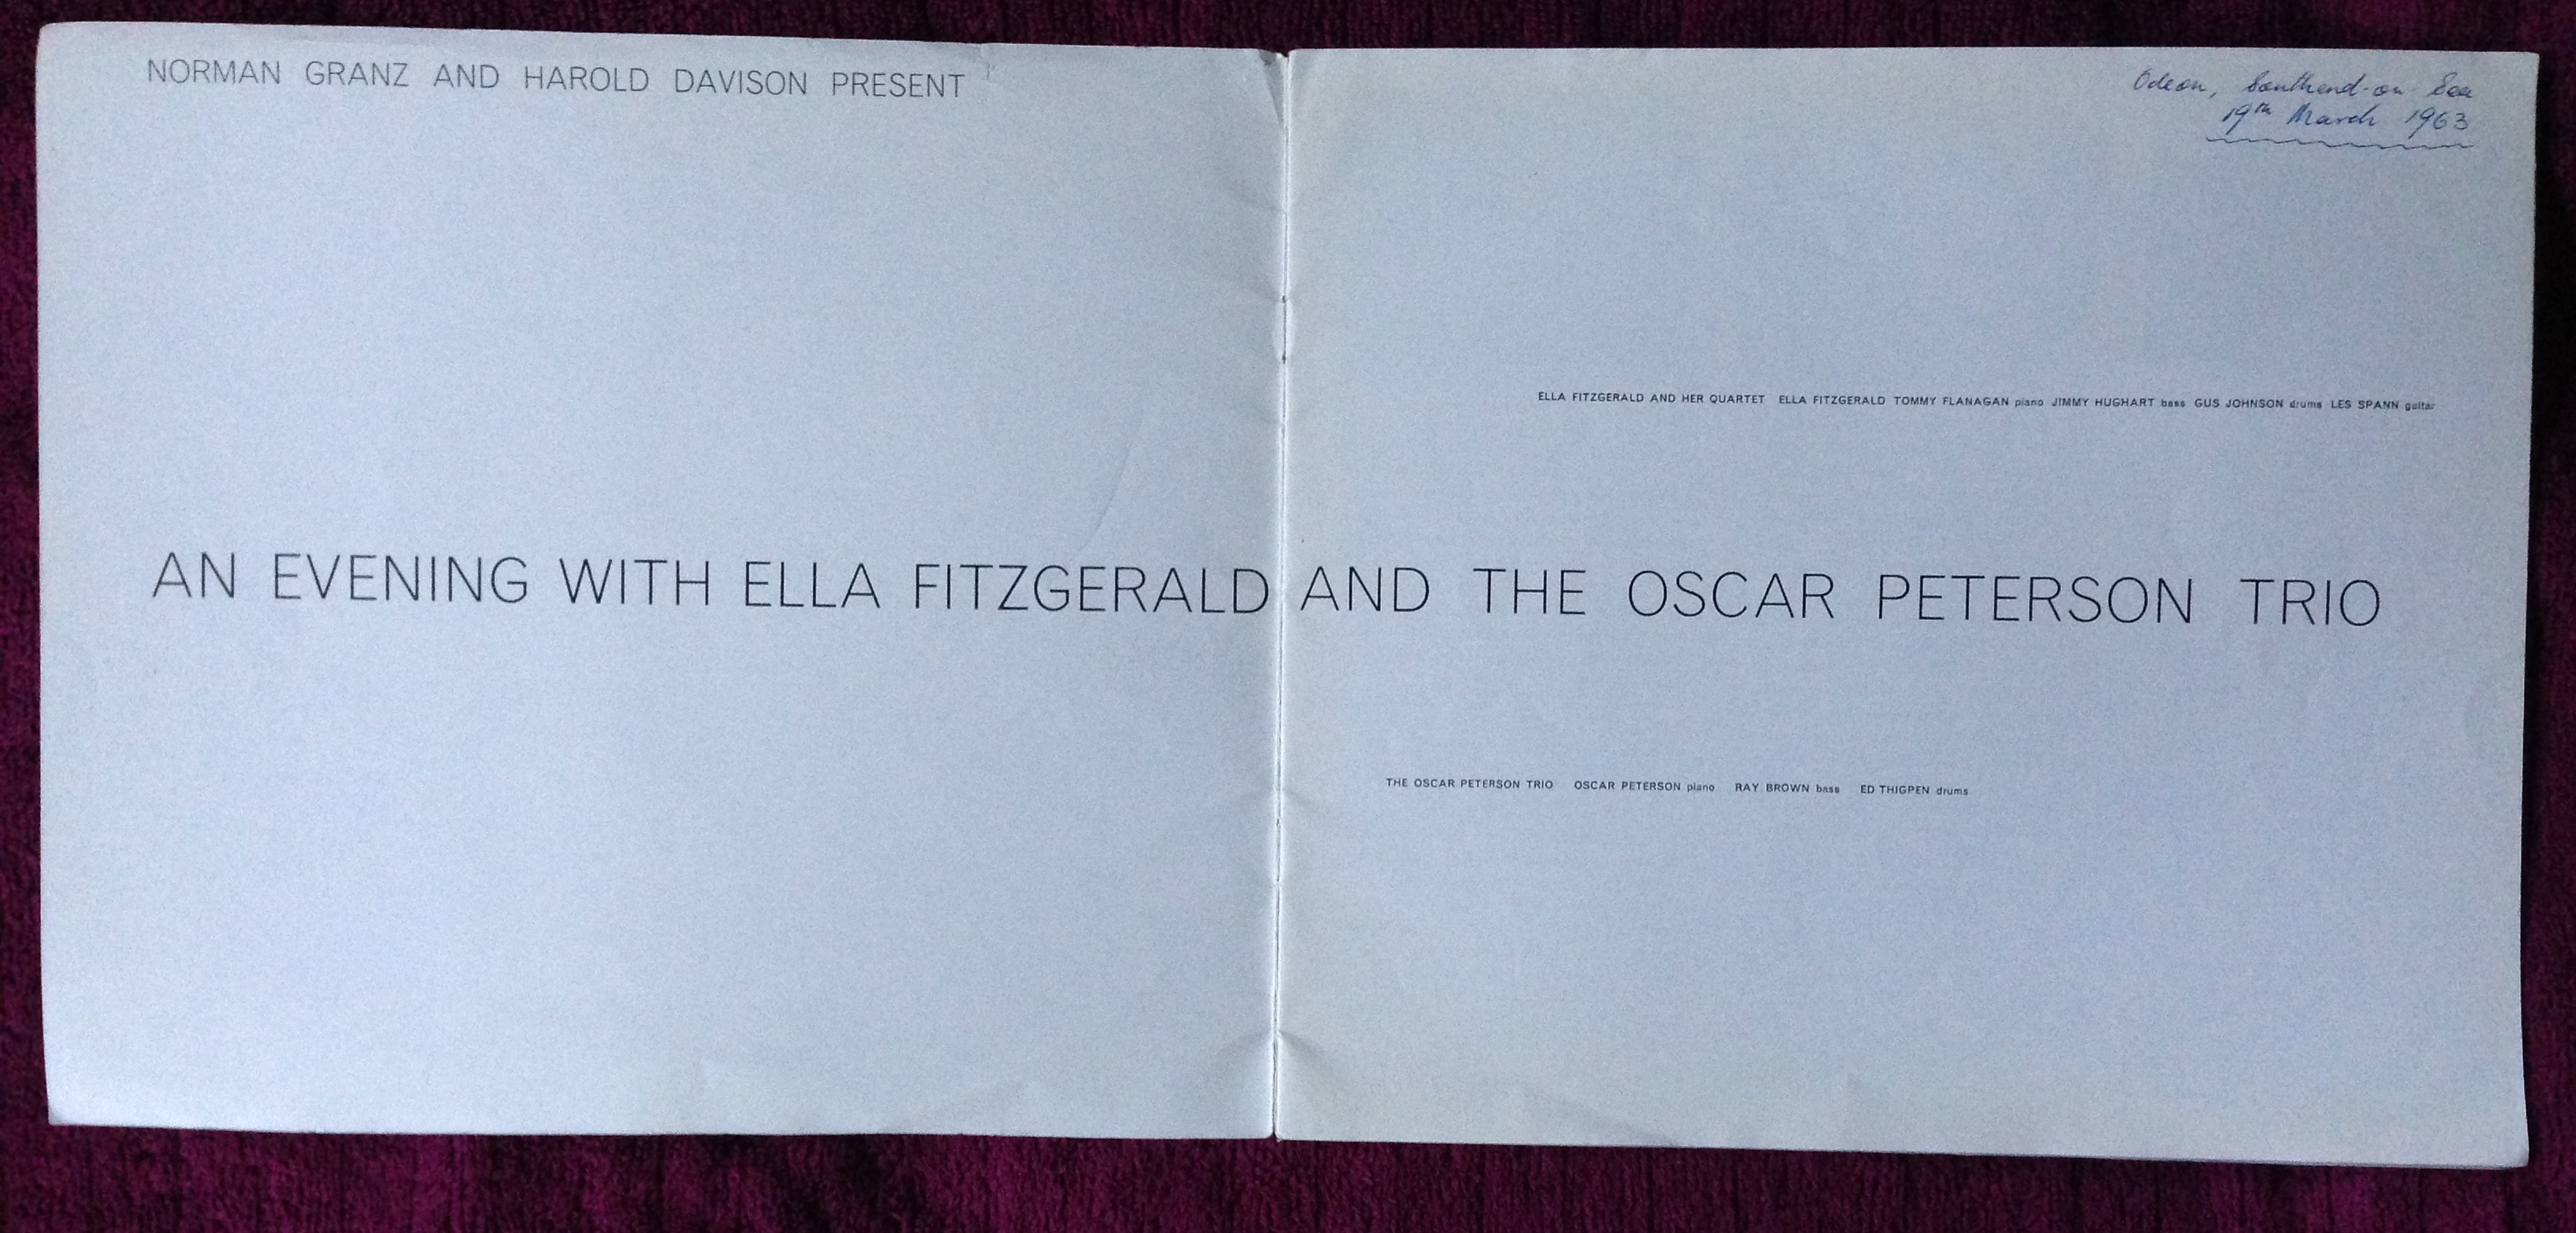 NORMAN GRANZ AND HAROLD DAVISON PRESENT
Odeon, Southend-on-Sea
19th March 1963
ELLA FITZGERALD AND HER QUARTET ELLA FITZGERALD TOMMY FLANAGAN piano JIMMY HUGHART bass GUS JOHNSON drums LES SPANN guitar
AN EVENING WITH ELLA FITZGERALD AND THE OSCAR PETERSON TRIO
THE OSCAR PETERSON TRIO OSCAR PETERSON piano RAY BROWN bass ED THIGPEN drums